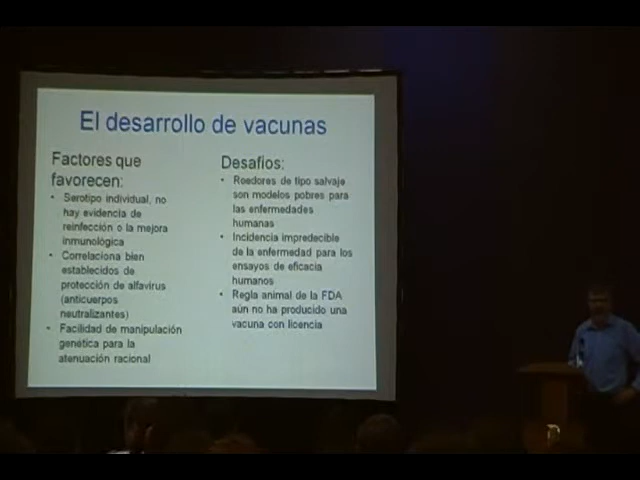 El desarrollo de vacunas
Factores que
favorecen:
• Serotipo individual, no
hay evidencia de
reinfección o la mejora
inmunológica
• Correlaciona bien
establecidos de
protección de alfavirus
(anticuerpos
neutralizantes)
• Facilidad de manipulación
genética para la
atenuación racional
Desafíos:
• Roedores de tipo salvaje
son modelos pobres para
las enfermedades
humanas
• Incidencia impredecible
de la enfermedad para los
ensayos de eficacia
humanos
• Regla animal de la FDA
aún no ha producido una
vacuna con licencia